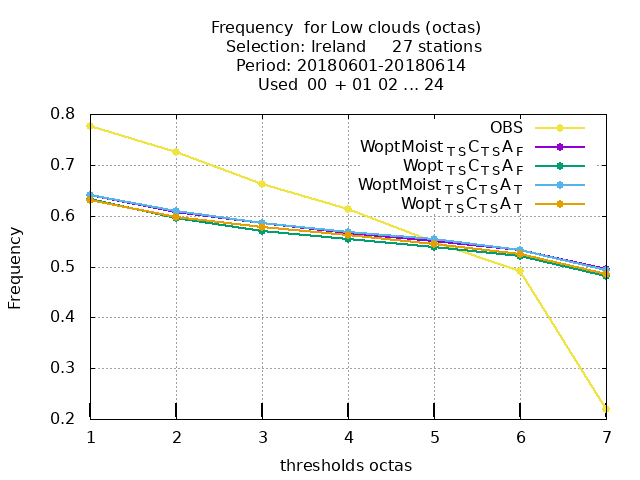 Frequency  for Low clouds (octas)
Selection: Ireland     27 stations
Period: 20180601-20180614
Used  00  + 01 02 ... 24
0.8
0.7
0.6
0.5
0.4
0.3
0.2
Frequency
OBS
WoptMoist TS C TS A F
Wopt TS C TS A F
WoptMoist TS C TS A T
Wopt TS C TS A T
1 2 3 4 5 6 7
thresholds octas